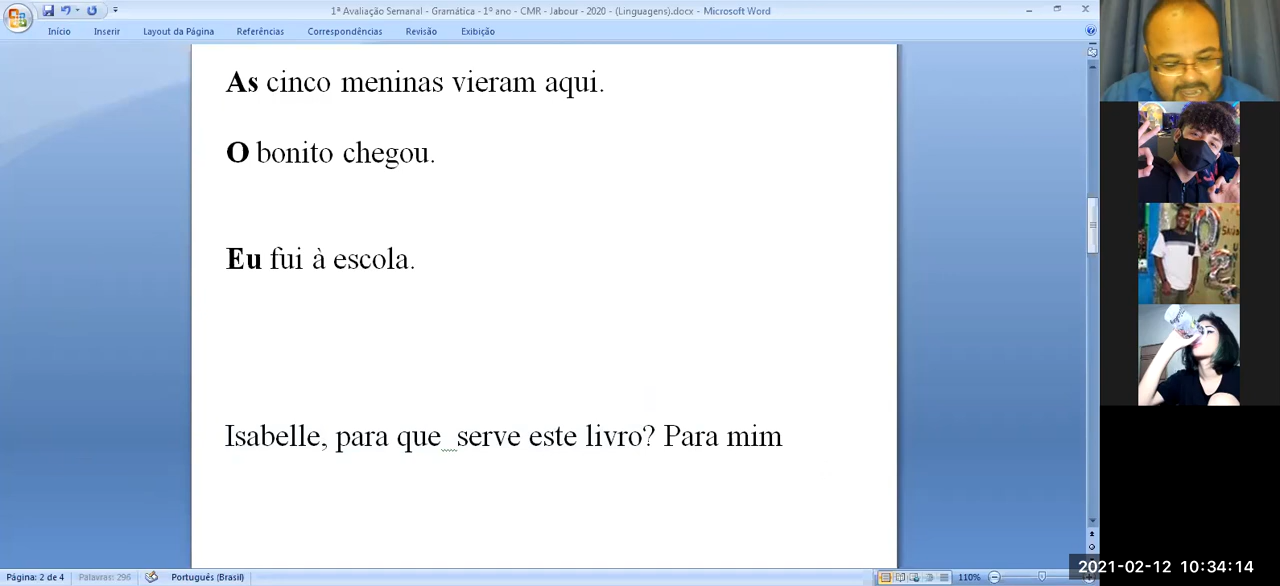 1ª Avaliação Semanal - Gramática - 1º ano - CMR - Jabour - 2020 - (Linguagens).docx - Microsoft Word
Início Inserir Layout da Página Referências Correspondências Revisão Exibição
As cinco meninas vieram aqui.
O bonito chegou.
Eu fui à escola.
Isabelle, para que  serve este livro? Para mim
Página: 2 de 4 Palavras: 296 Português (Brasil) 110%
2021-02-12 10:34:14